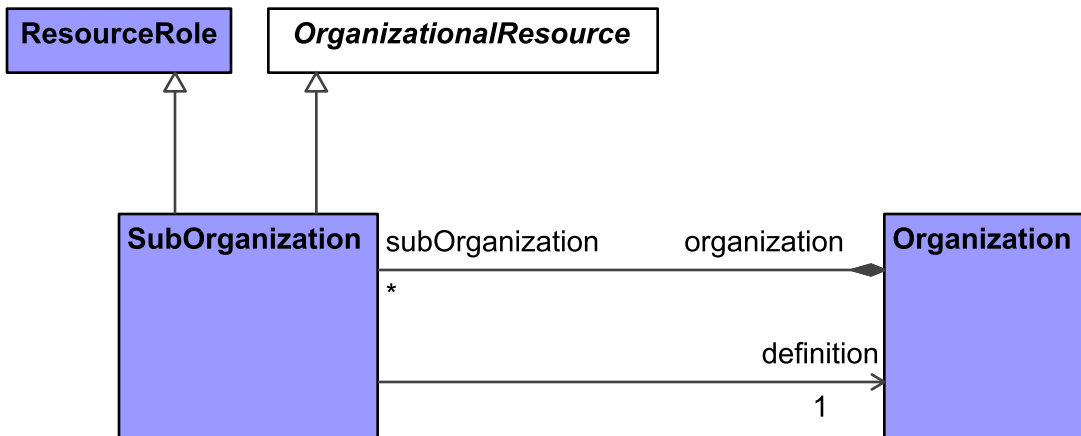 ResourceRole
OrganizationalResource
SubOrganization
subOrganization
organization
Organization
*
definition
1